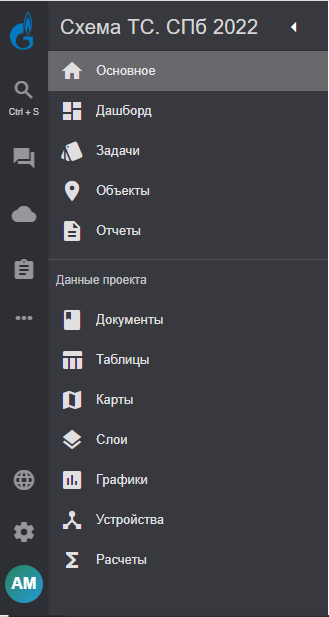 Схема ТС. СПб 2022
Ctrl + S
Основное
Дашборд
Задачи
Объекты
Отчеты
Данные проекта
Документы
Таблицы
Карты
Слои
Графики
Устройства
Расчеты
AM